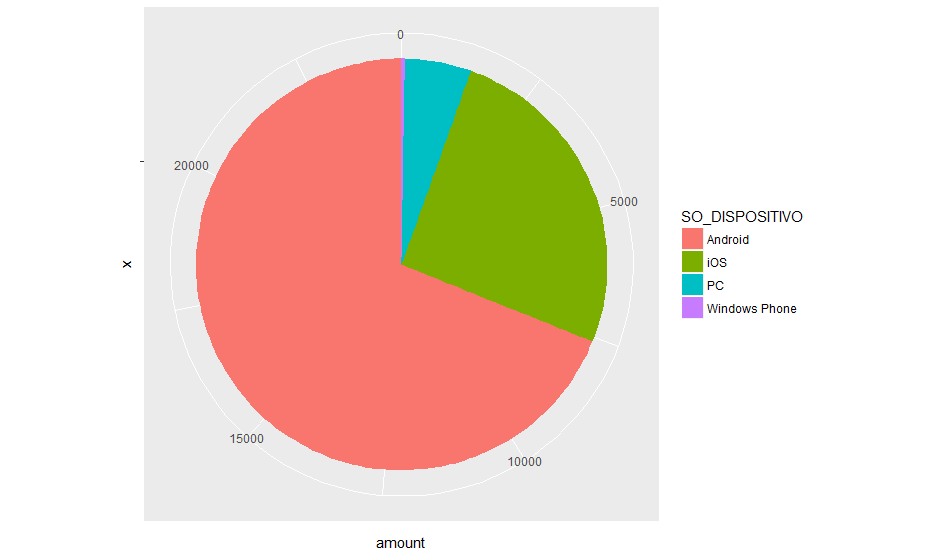 0
5000
10000
15000
20000
x
amount
SO_DISPOSITIVO
Android
iOS
PC
Windows Phone